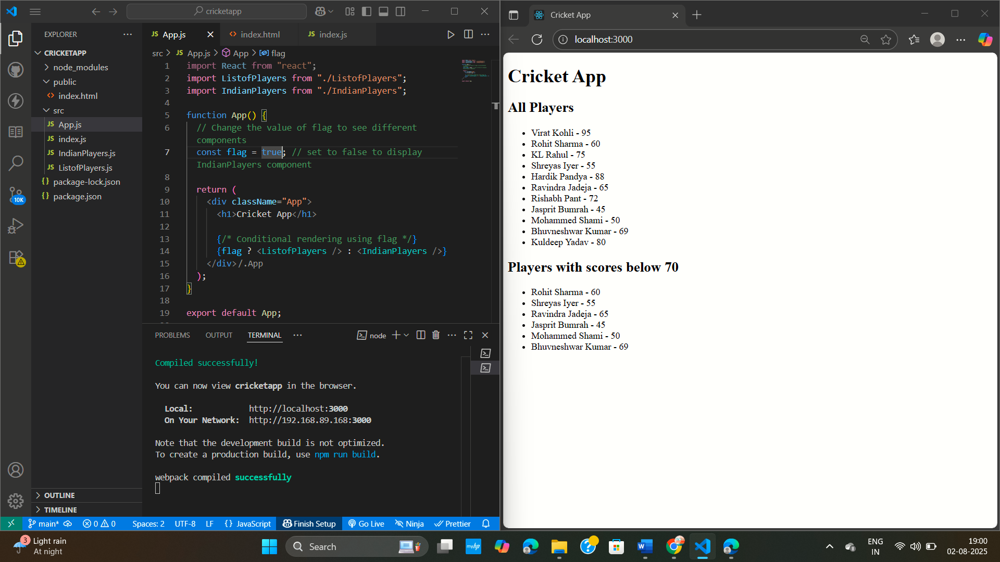 cricketapp
EXPLORER
CRICKETAPP
node_modules
public
<> index.html
src
JS App.js
JS index.js
JS IndianPlayers.js
JS ListofPlayers.js
{} package-lock.json
{} package.json
OUTLINE
TIMELINE
10K
JS App.js
<> index.html
JS index.js
src > JS App.js > App > flag
1 import React from "react";
2 import ListofPlayers from "./ListofPlayers";
3 import IndianPlayers from "./IndianPlayers";
4
5 function App() {
6 // Change the value of flag to see different
components
7 const flag = true; // set to false to display
IndianPlayers component
8
9 return (
10 <div className="App">
11 <h1>Cricket App</h1>
12
13 {/* Conditional rendering using flag */}
14 {flag ? <ListofPlayers /> : <IndianPlayers />}
15 </div>/.App
16 );
17 }
18
19 export default App;
PROBLEMS OUTPUT TERMINAL
node
Compiled successfully!
You can now view cricketapp in the browser.
Local: http://localhost:3000
On Your Network: http://192.168.89.168:3000
Note that the development build is not optimized.
To create a production build, use npm run build.
webpack compiled successfully
main* 0 0 Spaces: 2 UTF-8 LF {} JavaScript Finish Setup Go Live Ninja Prettier
Cricket App
localhost:3000
Cricket App
All Players
• Virat Kohli - 95
• Rohit Sharma - 60
• KL Rahul - 75
• Shreyas Iyer - 55
• Hardik Pandya - 88
• Ravindra Jadeja - 65
• Rishabh Pant - 72
• Jasprit Bumrah - 45
• Mohammed Shami - 50
• Bhuvneshwar Kumar - 69
• Kuldeep Yadav - 80
Players with scores below 70
• Rohit Sharma - 60
• Shreyas Iyer - 55
• Ravindra Jadeja - 65
• Jasprit Bumrah - 45
• Mohammed Shami - 50
• Bhuvneshwar Kumar - 69
3
Light rain
At night
Search
myhp
W
ENG
IN
19:00
02-08-2025